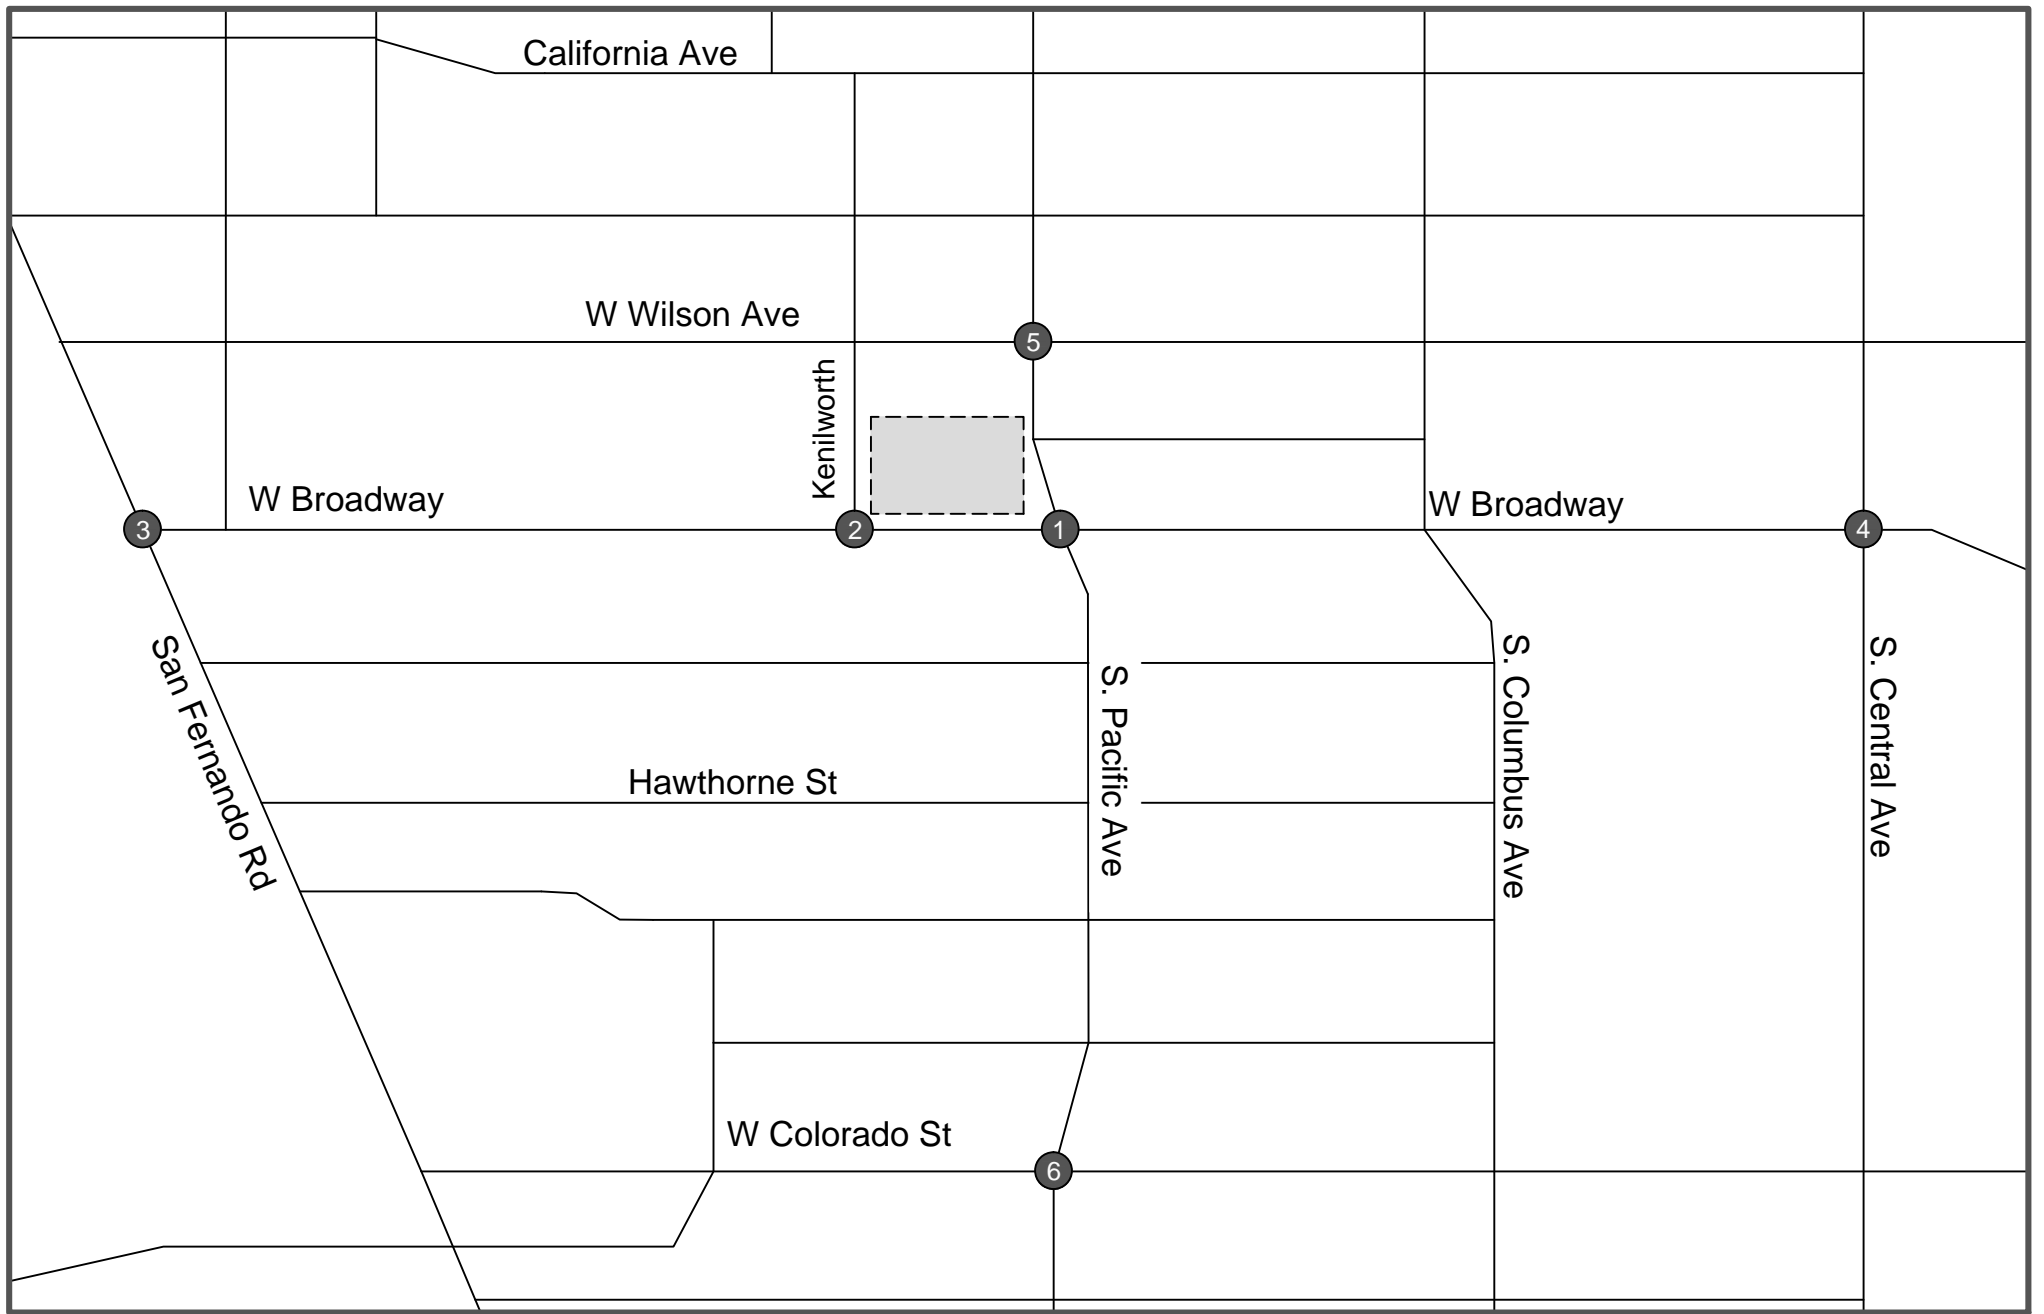 California Ave
W Wilson Ave
5
Kenilworth
W Broadway
W Broadway
3
2
1
4
San Fernando Rd
S. Pacific Ave
S. Columbus Ave
S. Central Ave
Hawthorne St
W Colorado St
6